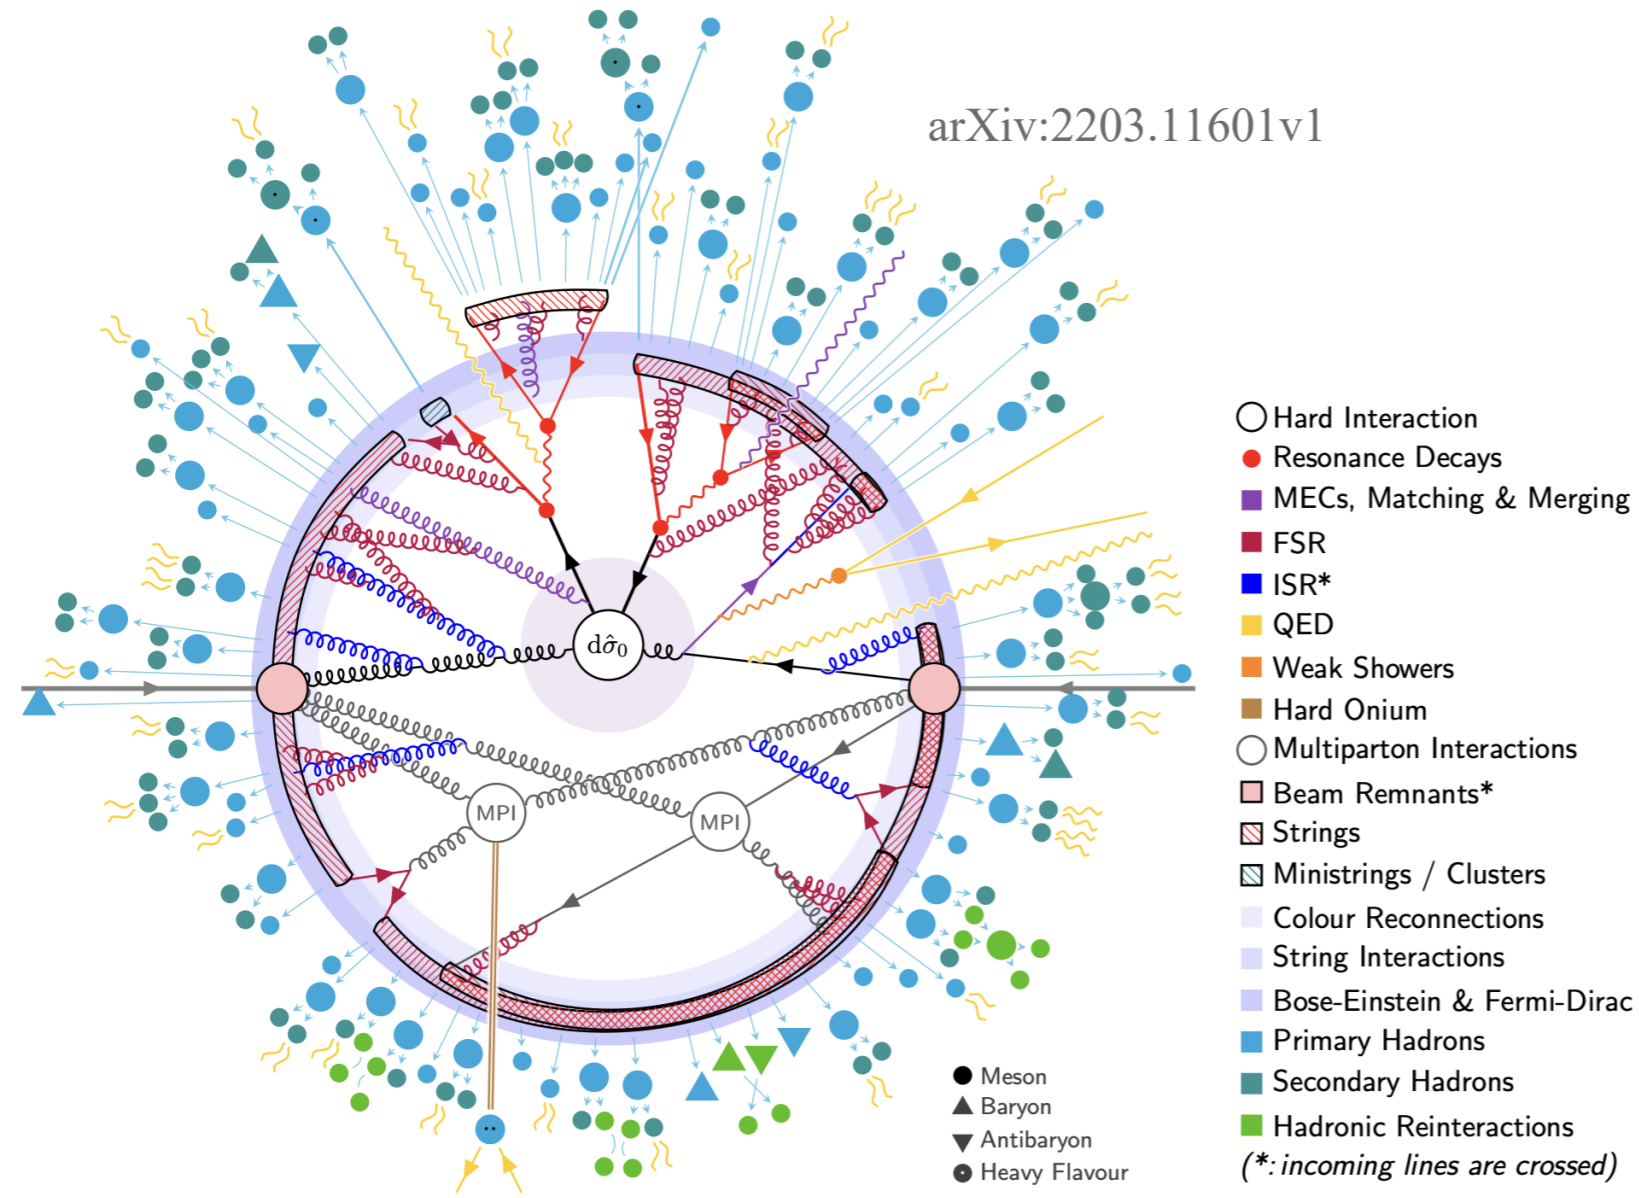 arXiv:2203.11601v1
dσ̂₀
MPI
MPI
Meson
Baryon
Antibaryon
Heavy Flavour
Hard Interaction
Resonance Decays
MECs, Matching & Merging
FSR
ISR*
QED
Weak Showers
Hard Onium
Multiparton Interactions
Beam Remnants*
Strings
Ministrings / Clusters
Colour Reconnections
String Interactions
Bose-Einstein & Fermi-Dirac
Primary Hadrons
Secondary Hadrons
Hadronic Reinteractions
(*: incoming lines are crossed)